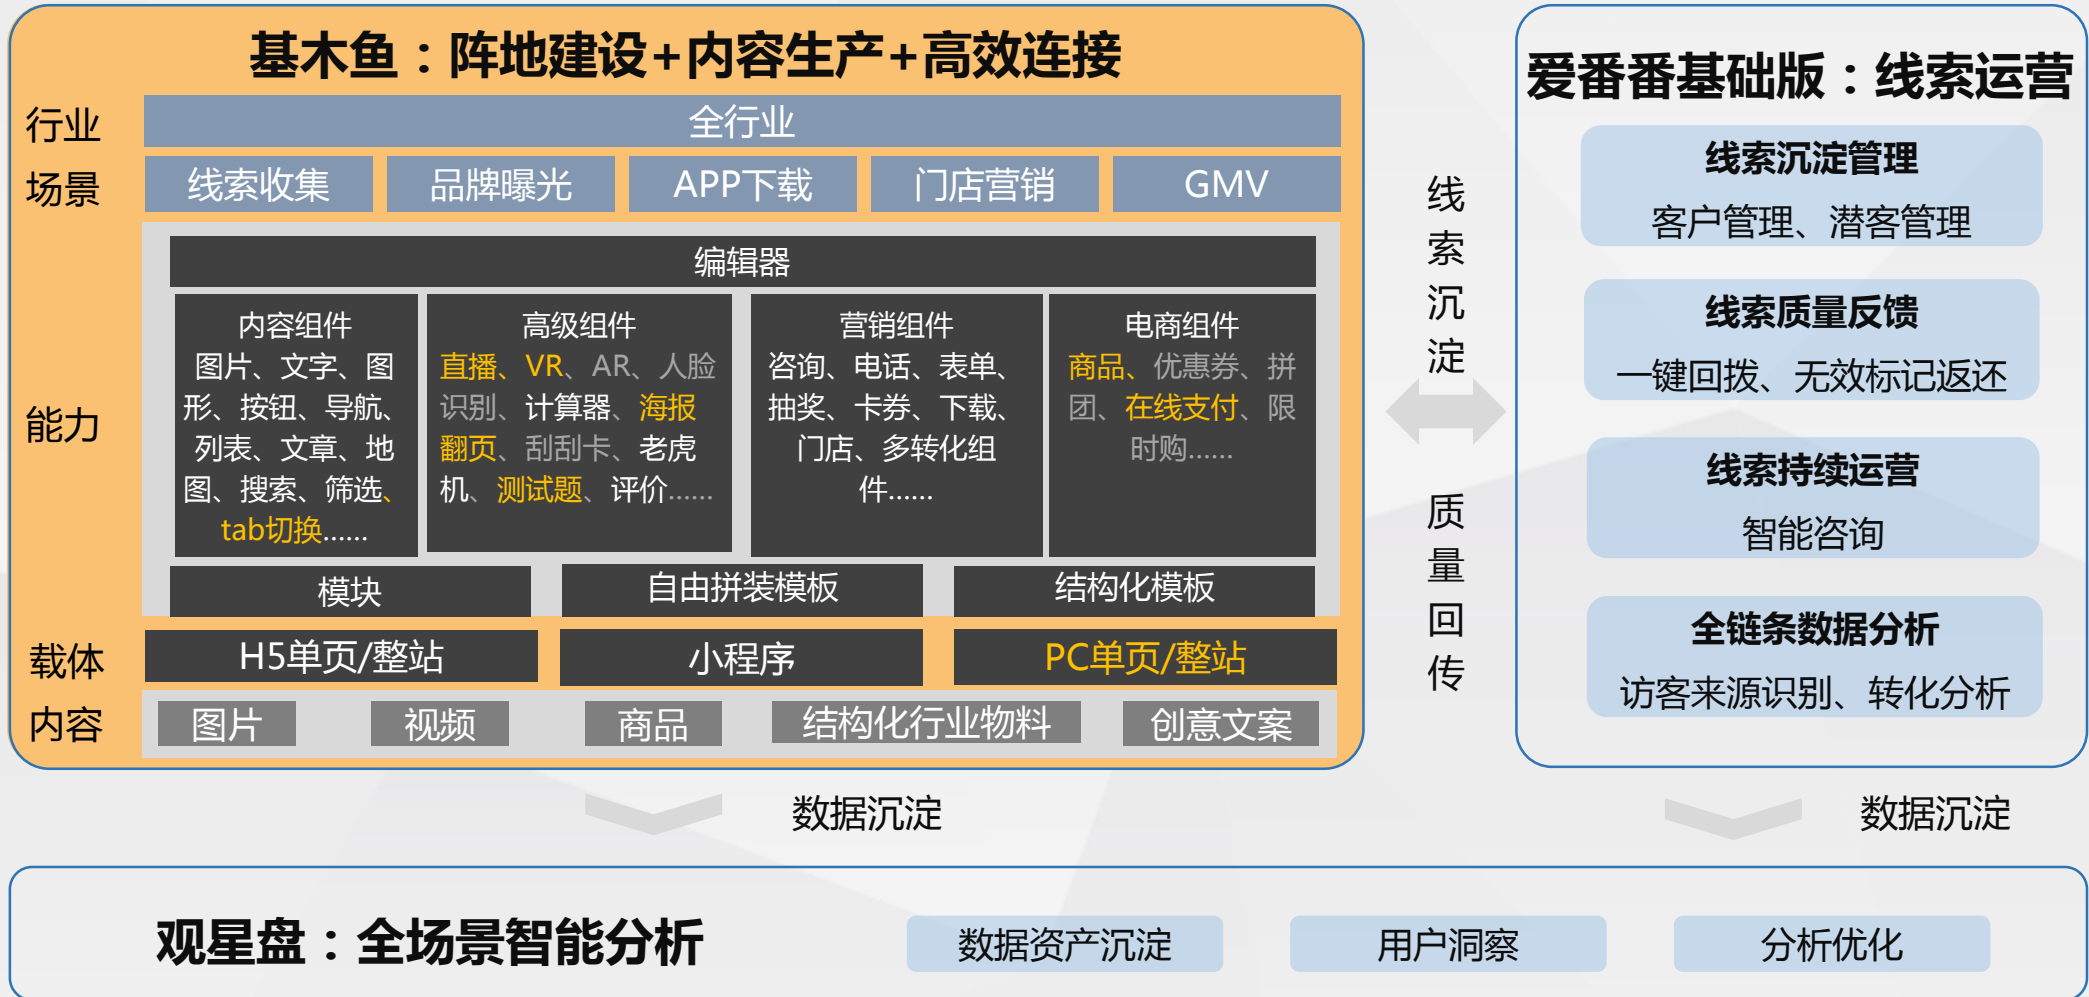 基木鱼：阵地建设+内容生产+高效连接
行业
全行业
场景
线索收集
品牌曝光
APP下载
门店营销
GMV
能力
编辑器
内容组件
图片、文字、图
形、按钮、导航、
列表、文章、地
图、搜索、筛选、
tab切换......
高级组件
直播、VR、AR、人脸
识别、计算器、海报
翻页、刮刮卡、老虎
机、测试题、评价......
营销组件
咨询、电话、表单、
抽奖、卡券、下载、
门店、多转化组
件......
电商组件
商品、优惠券、拼
团、在线支付、限
时购......
模块
自由拼装模板
结构化模板
载体
H5单页/整站
小程序
PC单页/整站
内容
图片
视频
商品
结构化行业物料
创意文案
线索沉淀
质量回传
爱番番基础版：线索运营
线索沉淀管理
客户管理、潜客管理
线索质量反馈
一键回拨、无效标记返还
线索持续运营
智能咨询
全链条数据分析
访客来源识别、转化分析
数据沉淀
数据沉淀
观星盘：全场景智能分析
数据资产沉淀
用户洞察
分析优化